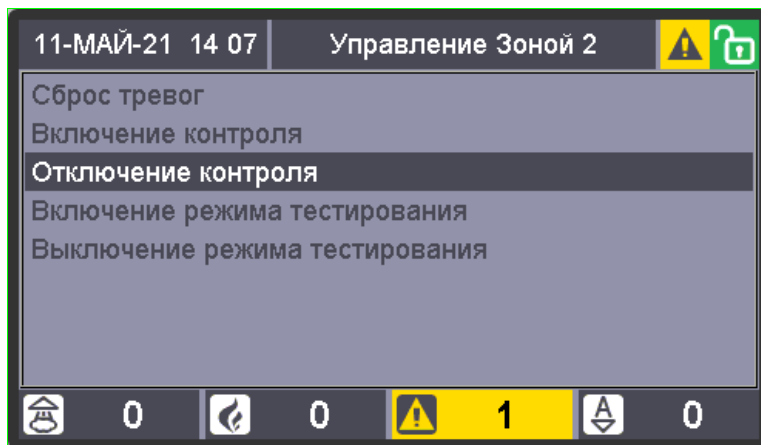 11-МАЙ-21 14 07 Управление Зоной 2
Сброс тревог
Включение контроля
Отключение контроля
Включение режима тестирования
Выключение режима тестирования
0 0 1 A 0